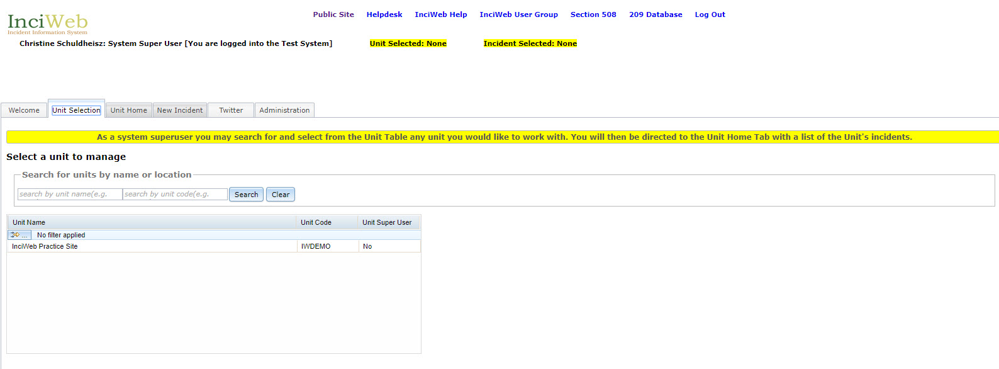 InciWeb
Incident Information System
Public Site Helpdesk InciWeb Help InciWeb User Group Section 508 209 Database Log Out
Christine Schuldheisz: System Super User [You are logged into the Test System] Unit Selected: None Incident Selected: None
Welcome Unit Selection Unit Home New Incident Twitter Administration
As a system superuser you may search for and select from the Unit Table any unit you would like to work with. You will then be directed to the Unit Home Tab with a list of the Unit's incidents.
Select a unit to manage
Search for units by name or location
search by unit name(e.g. search by unit code(e.g. Search Clear
Unit Name Unit Code Unit Super User
... No filter applied
InciWeb Practice Site IWDEMO No